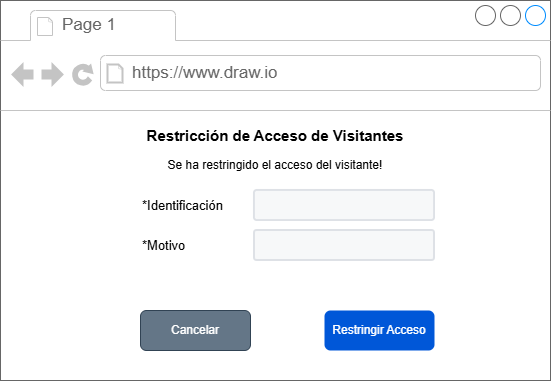 Page 1
https://www.draw.io
Restricción de Acceso de Visitantes
Se ha restringido el acceso del visitante!
*Identificación
*Motivo
Cancelar
Restringir Acceso